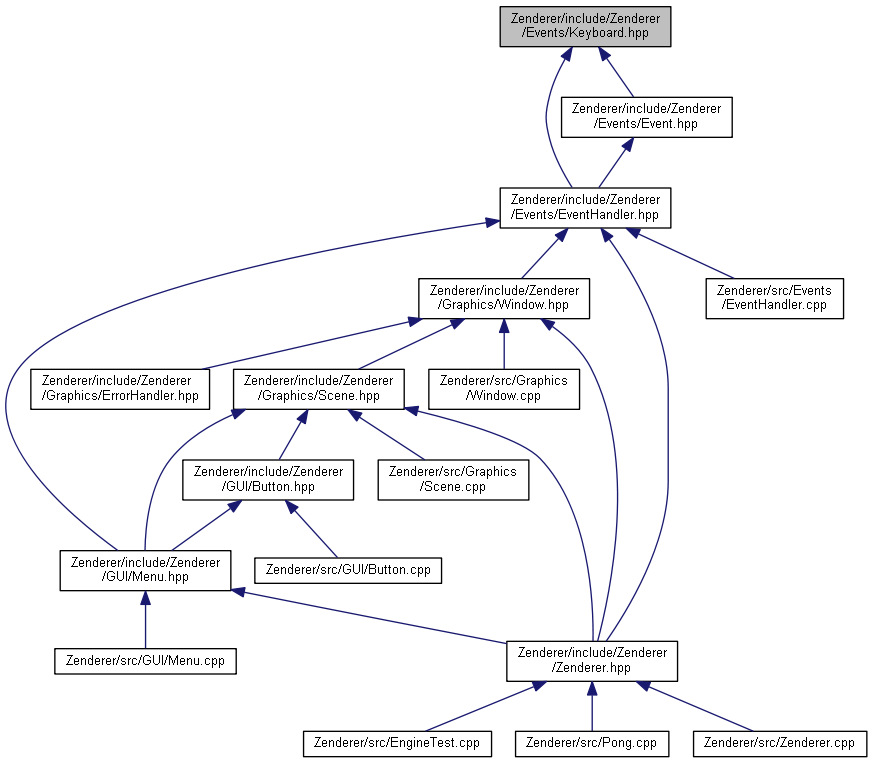 Zenderer/include/Zenderer
/Events/Keyboard.hpp
Zenderer/include/Zenderer
/Events/Event.hpp
Zenderer/include/Zenderer
/Events/EventHandler.hpp
Zenderer/include/Zenderer
/Graphics/Window.hpp
Zenderer/src/Events
/EventHandler.cpp
Zenderer/include/Zenderer
/Graphics/ErrorHandler.hpp
Zenderer/include/Zenderer
/Graphics/Scene.hpp
Zenderer/src/Graphics
/Window.cpp
Zenderer/include/Zenderer
/GUI/Button.hpp
Zenderer/src/Graphics
/Scene.cpp
Zenderer/include/Zenderer
/GUI/Menu.hpp
Zenderer/src/GUI/Button.cpp
Zenderer/src/GUI/Menu.cpp
Zenderer/include/Zenderer
/Zenderer.hpp
Zenderer/src/EngineTest.cpp
Zenderer/src/Pong.cpp
Zenderer/src/Zenderer.cpp